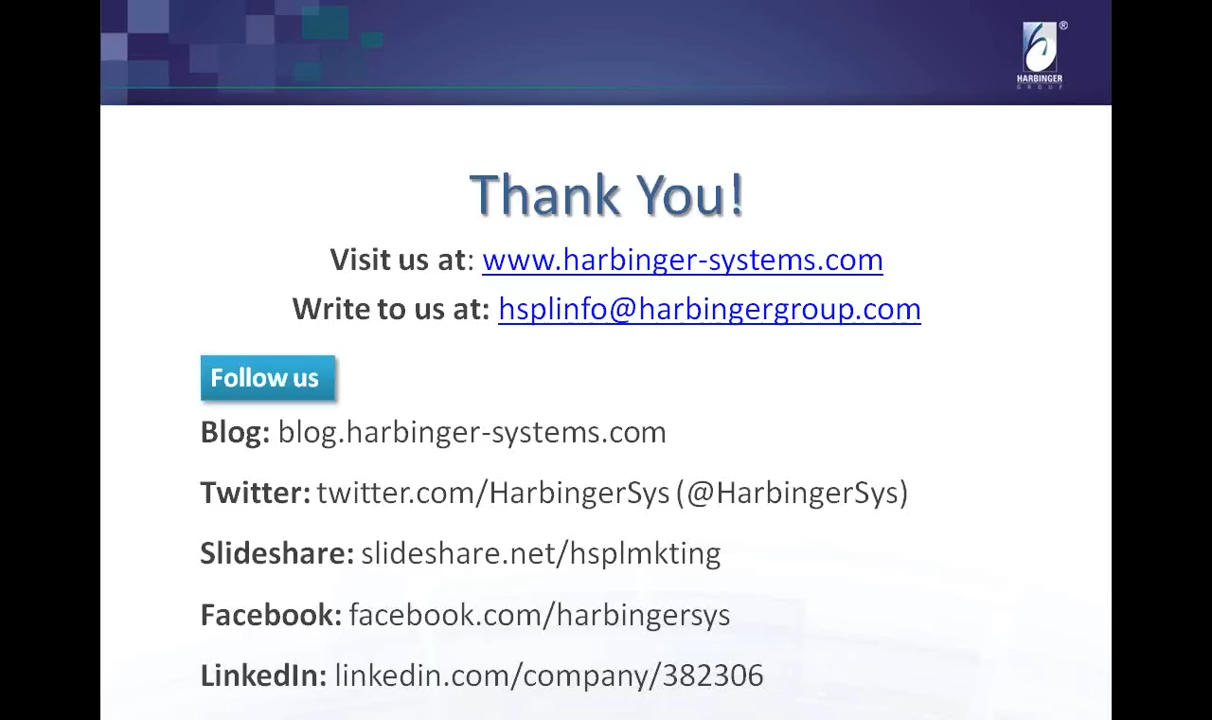 ®
HARBINGER
GROUP
Thank You!
Visit us at: www.harbinger-systems.com
Write to us at: hsplinfo@harbingergroup.com
Follow us
Blog: blog.harbinger-systems.com
Twitter: twitter.com/HarbingerSys (@HarbingerSys)
Slideshare: slideshare.net/hsplmkting
Facebook: facebook.com/harbingersys
LinkedIn: linkedin.com/company/382306